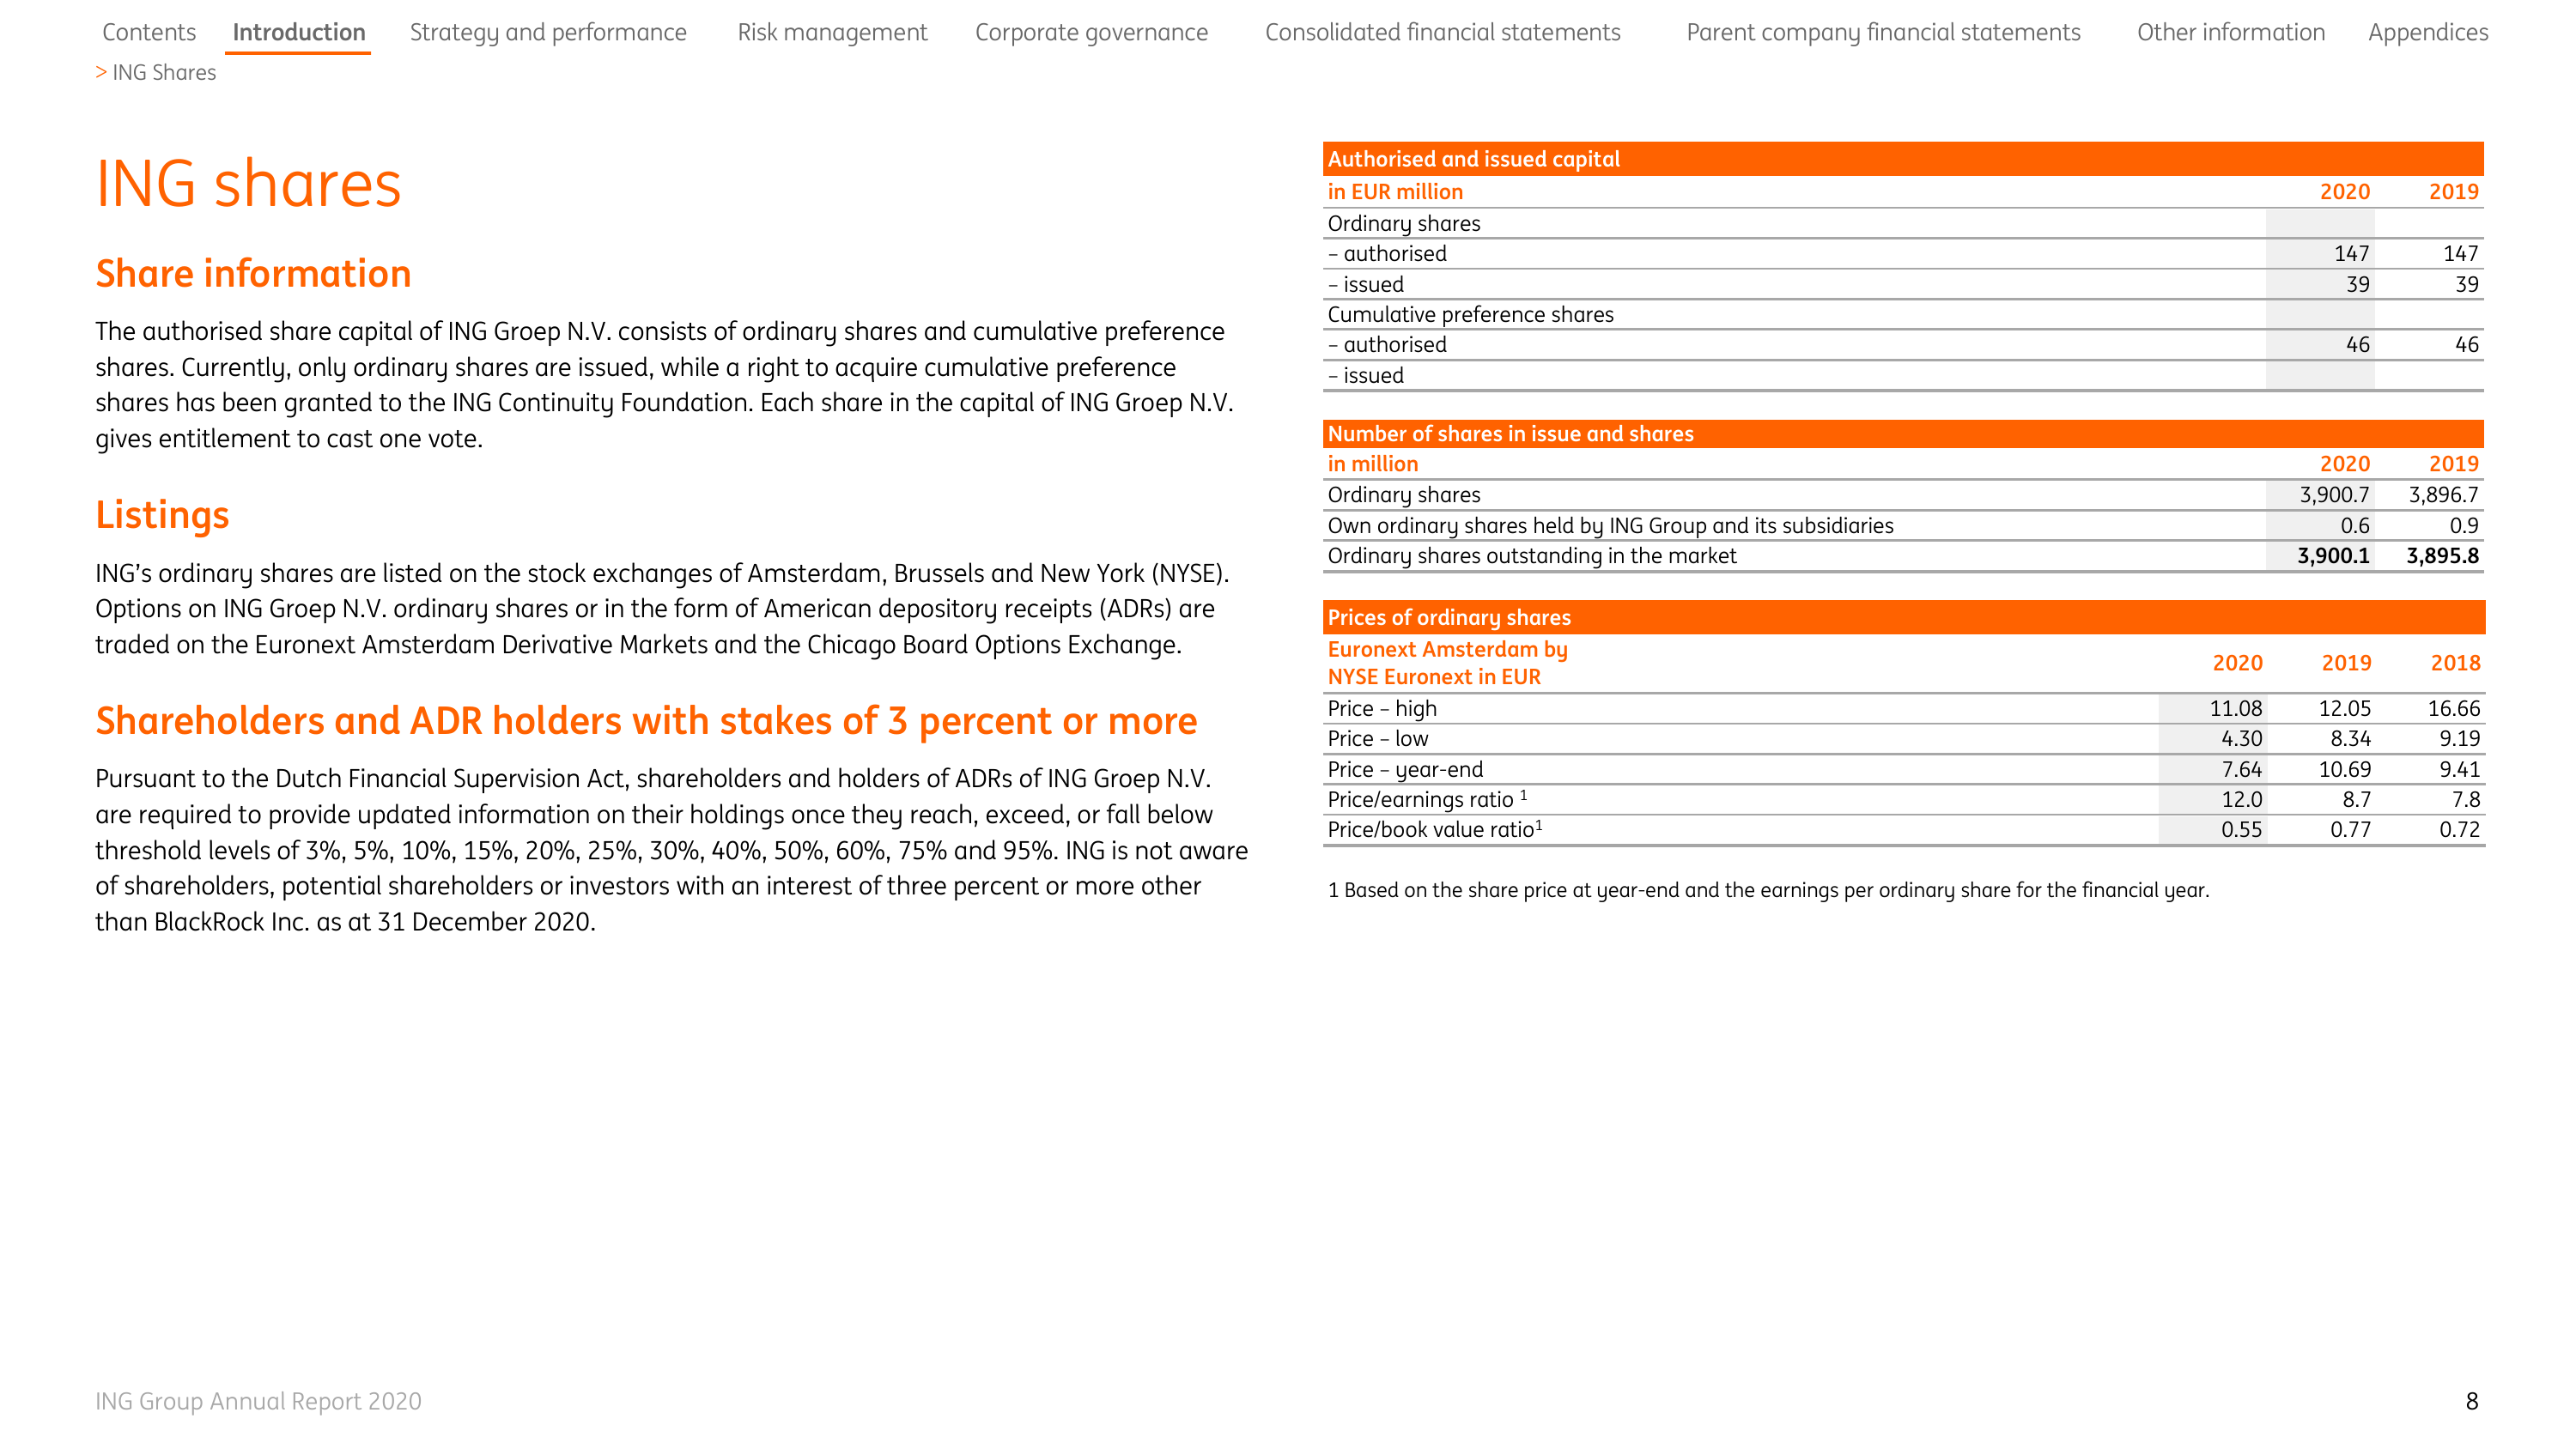 Contents Introduction Strategy and performance Risk management Corporate governance Consolidated financial statements Parent company financial statements Other information Appendices
> ING Shares
ING shares
Share information
The authorised share capital of ING Groep N.V. consists of ordinary shares and cumulative preference
shares. Currently, only ordinary shares are issued, while a right to acquire cumulative preference
shares has been granted to the ING Continuity Foundation. Each share in the capital of ING Groep N.V.
gives entitlement to cast one vote.
Listings
ING’s ordinary shares are listed on the stock exchanges of Amsterdam, Brussels and New York (NYSE).
Options on ING Groep N.V. ordinary shares or in the form of American depository receipts (ADRs) are
traded on the Euronext Amsterdam Derivative Markets and the Chicago Board Options Exchange.
Shareholders and ADR holders with stakes of 3 percent or more
Pursuant to the Dutch Financial Supervision Act, shareholders and holders of ADRs of ING Groep N.V.
are required to provide updated information on their holdings once they reach, exceed, or fall below
threshold levels of 3%, 5%, 10%, 15%, 20%, 25%, 30%, 40%, 50%, 60%, 75% and 95%. ING is not aware
of shareholders, potential shareholders or investors with an interest of three percent or more other
than BlackRock Inc. as at 31 December 2020.
Authorised and issued capital
in EUR million 2020 2019
Ordinary shares
– authorised 147 147
– issued 39 39
Cumulative preference shares
– authorised 46 46
– issued
Number of shares in issue and shares
in million 2020 2019
Ordinary shares 3,900.7 3,896.7
Own ordinary shares held by ING Group and its subsidiaries 0.6 0.9
Ordinary shares outstanding in the market 3,900.1 3,895.8
Prices of ordinary shares
Euronext Amsterdam by
NYSE Euronext in EUR 2020 2019 2018
Price – high 11.08 12.05 16.66
Price – low 4.30 8.34 9.19
Price – year-end 7.64 10.69 9.41
Price/earnings ratio 1 12.0 8.7 7.8
Price/book value ratio1 0.55 0.77 0.72
1 Based on the share price at year-end and the earnings per ordinary share for the financial year.
ING Group Annual Report 2020 8